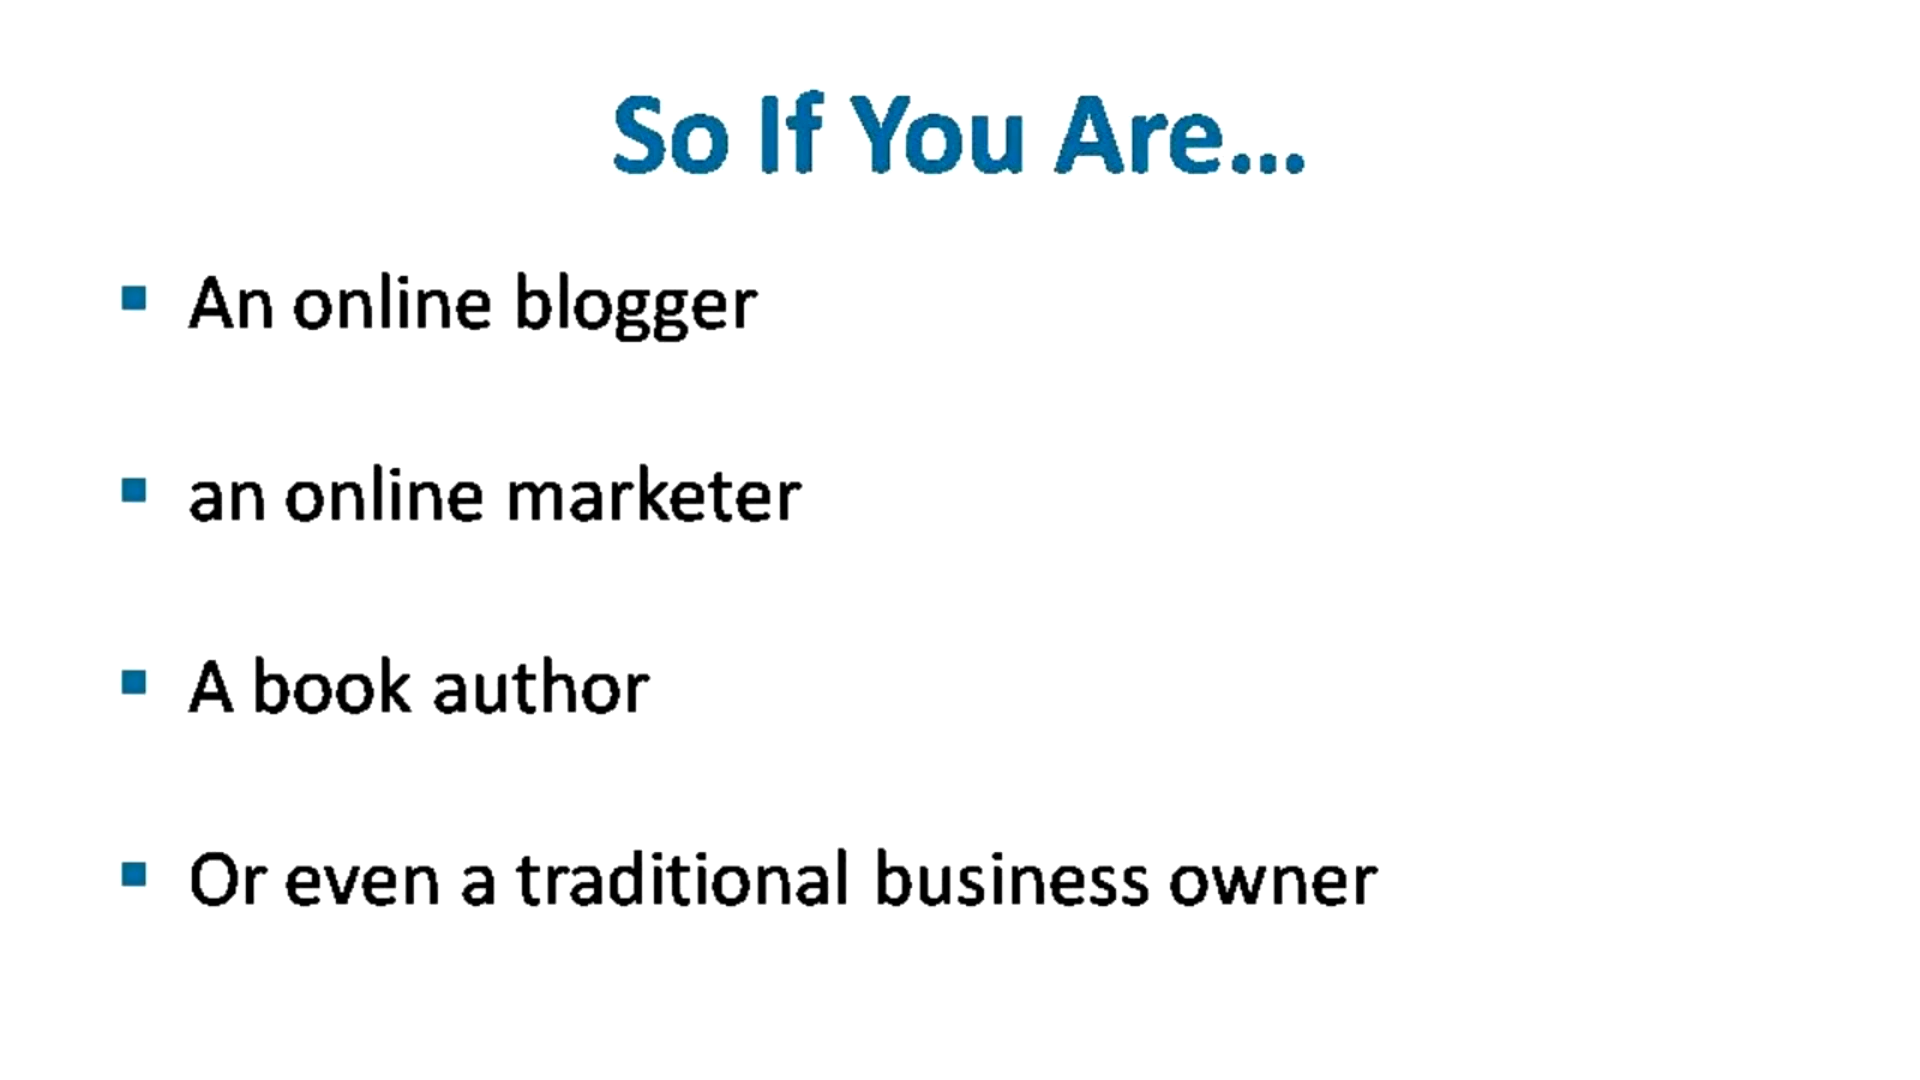 So If You Are...
An online blogger
an online marketer
A book author
Or even a traditional business owner